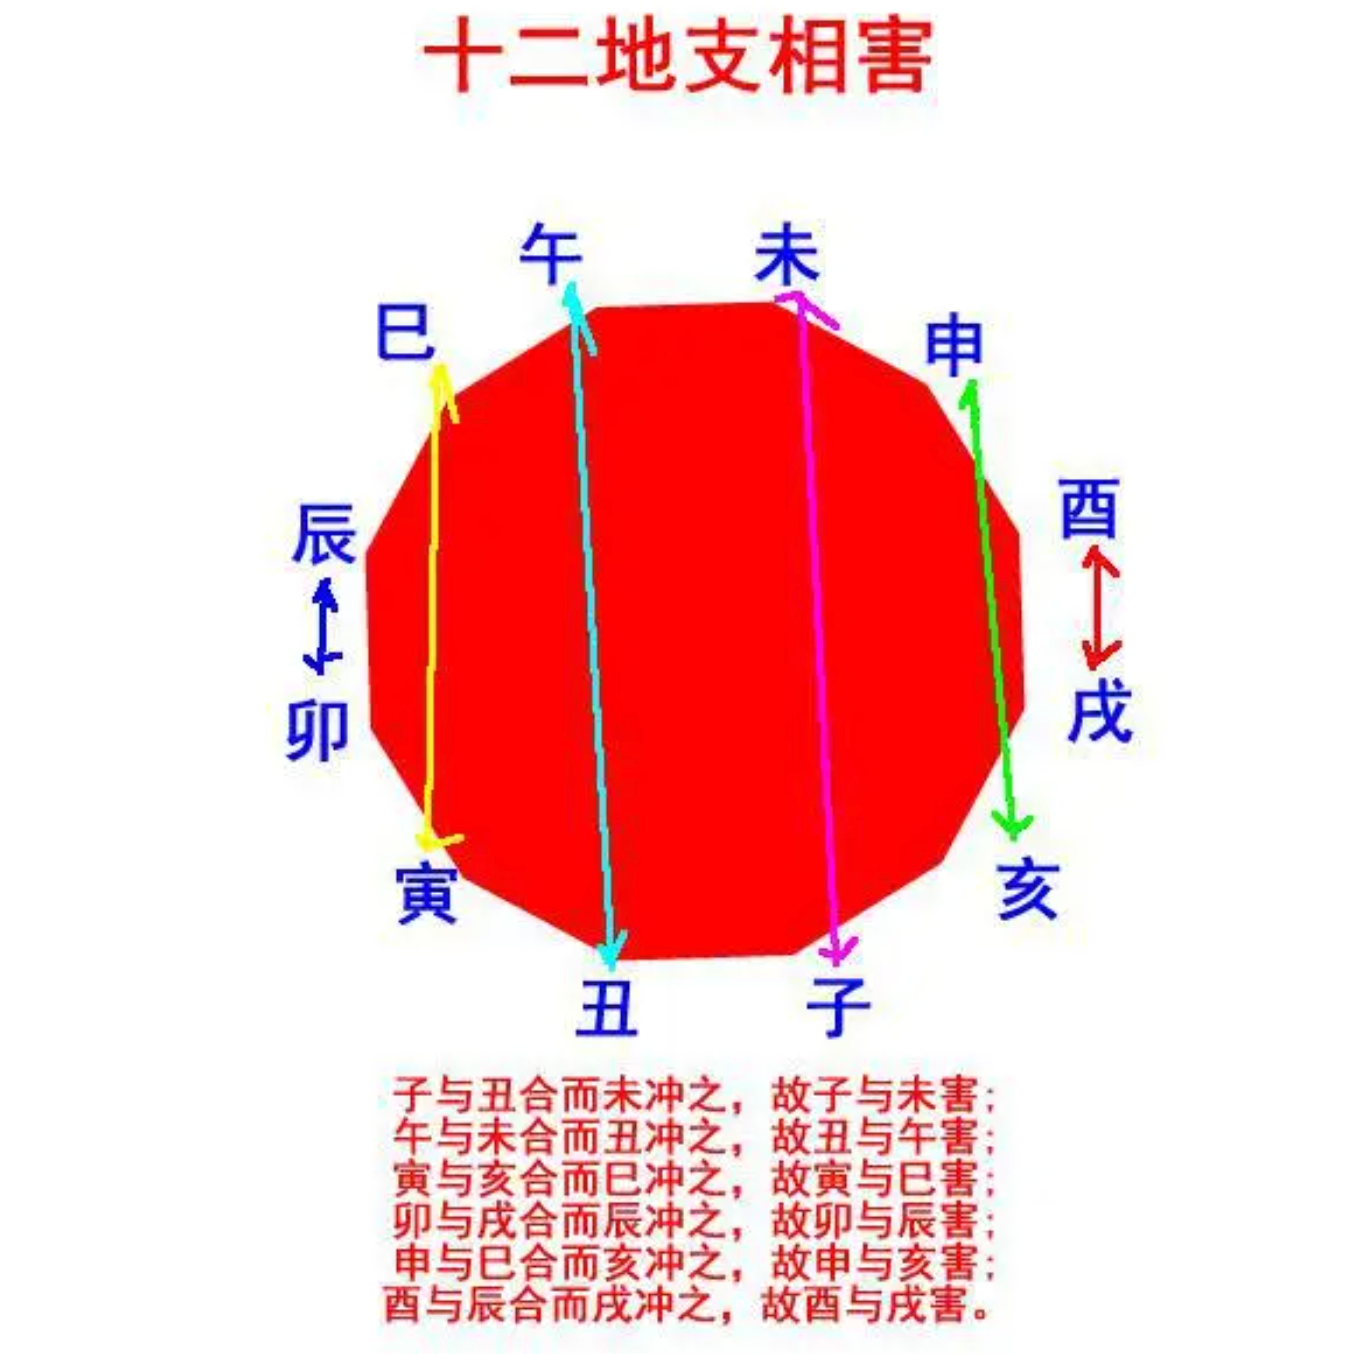 十二地支相害
午
未
巳
申
辰
酉
卯
戌
寅
亥
丑
子
子与丑合而未冲之，故子与未害；
午与未合而丑冲之，故丑与午害；
寅与亥合而巳冲之，故寅与巳害；
卯与戌合而辰冲之，故卯与辰害；
申与巳合而亥冲之，故申与亥害；
酉与辰合而戌冲之，故酉与戌害。